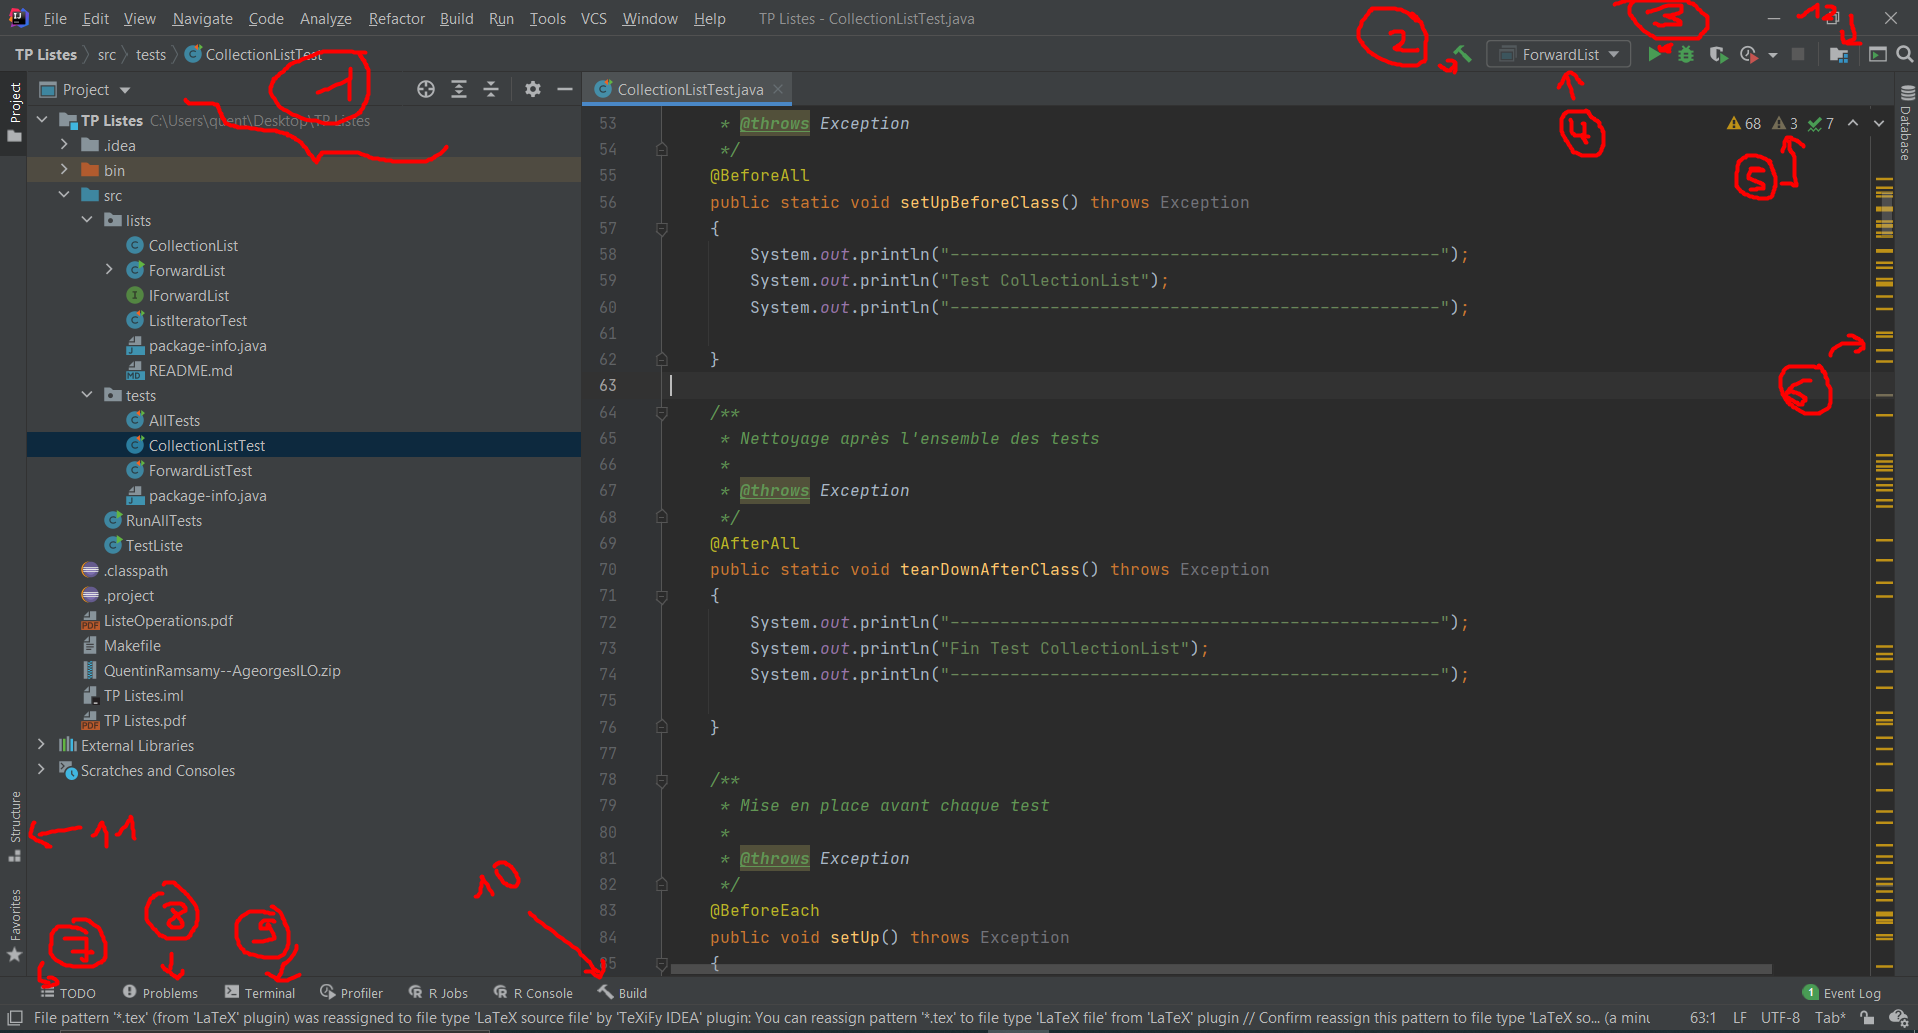 File Edit View Navigate Code Analyze Refactor Build Run Tools VCS Window Help TP Listes - CollectionListTest.java
TP Listes src tests CollectionListTest
2 ForwardList 3 12
Project
Project
1
CollectionListTest.java
TP Listes C:\Users\quent\Desktop\TP Listes
.idea
bin
src
lists
CollectionList
ForwardList
IForwardList
ListIteratorTest
package-info.java
README.md
tests
AllTests
CollectionListTest
ForwardListTest
package-info.java
RunAllTests
TestListe
.classpath
.project
ListeOperations.pdf
Makefile
QuentinRamsamy--AgeorgesILO.zip
TP Listes.iml
TP Listes.pdf
External Libraries
Scratches and Consoles
Structure
11
Favorites
53 * @throws Exception
54 */
55 @BeforeAll
56 public static void setUpBeforeClass() throws Exception
57 {
58 System.out.println("-------------------------------------------------");
59 System.out.println("Test CollectionList");
60 System.out.println("-------------------------------------------------");
61
62 }
63
64 /**
65 * Nettoyage après l'ensemble des tests
66 *
67 * @throws Exception
68 */
69 @AfterAll
70 public static void tearDownAfterClass() throws Exception
71 {
72 System.out.println("-------------------------------------------------");
73 System.out.println("Fin Test CollectionList");
74 System.out.println("-------------------------------------------------");
75
76 }
77
78 /**
79 * Mise en place avant chaque test
80 *
81 * @throws Exception
82 */
83 @BeforeEach
84 public void setUp() throws Exception
85 {
68 3 7
4
5
6
Database
7 8 9 10
TODO Problems Terminal Profiler R Jobs R Console Build 1 Event Log
File pattern '*.tex' (from 'LaTeX' plugin) was reassigned to file type 'LaTeX source file' by 'TeXiFy IDEA' plugin: You can reassign pattern '*.tex' to file type 'LaTeX file' from 'LaTeX' plugin // Confirm reassign this pattern to file type 'LaTeX so... (a minu 63:1 LF UTF-8 Tab*